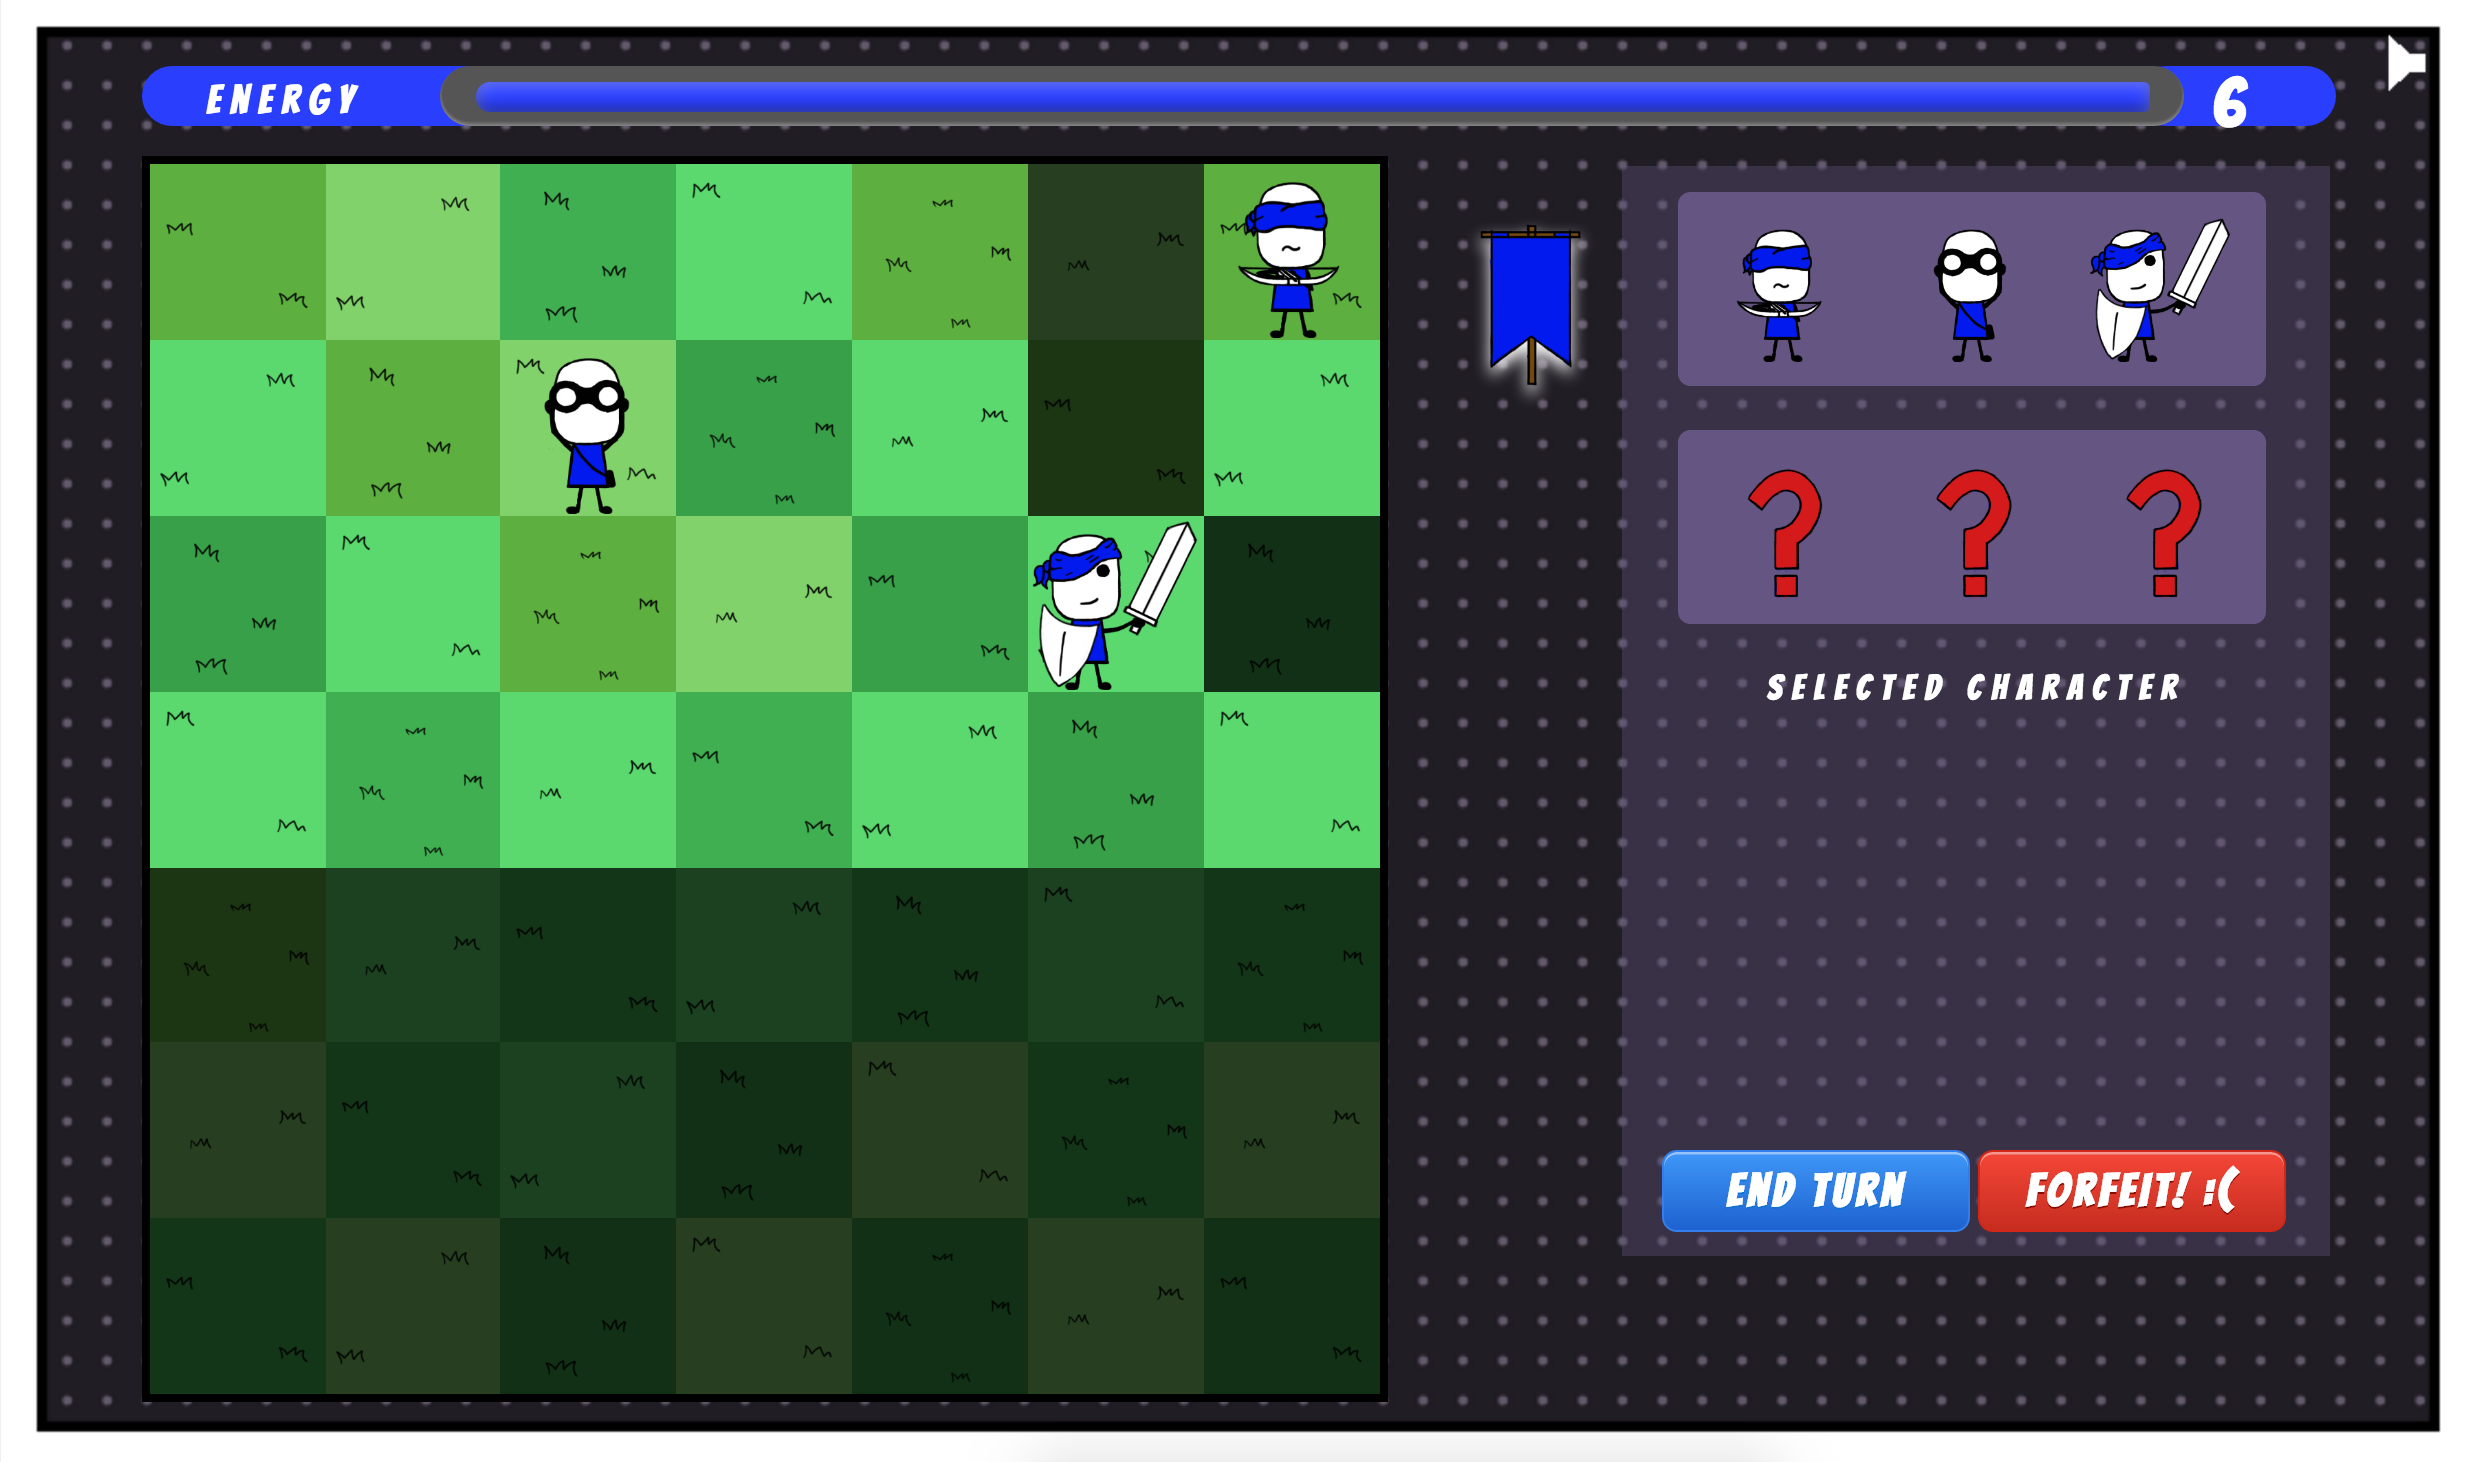 ENERGY
6
? ? ?
SELECTED CHARACTER
END TURN
FORFEIT! :(